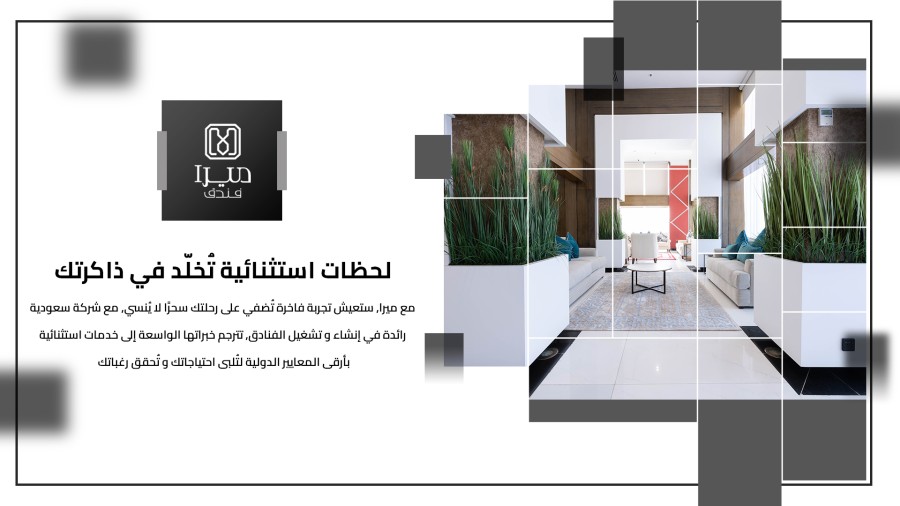 ميرا
فندق
لحظات استثنائية تُخلّد في ذاكرتك
مع ميرا, ستعيش تجربة فاخرة تُضفي على رحلتك سحرًا لا يُنسي, مع شركة سعودية
رائدة في إنشاء و تشغيل الفنادق, تترجم خبراتها الواسعة إلى خدمات استثنائية
بأرقى المعايير الدولية لتُلبى احتياجاتك و تُحقق رغباتك